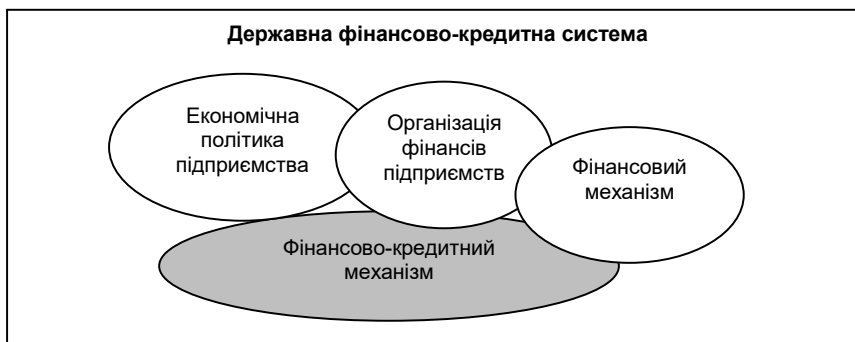 Державна фінансово-кредитна система
Економічна
політика
підприємства
Організація
фінансів
підприємств
Фінансовий
механізм
Фінансово-кредитний
механізм